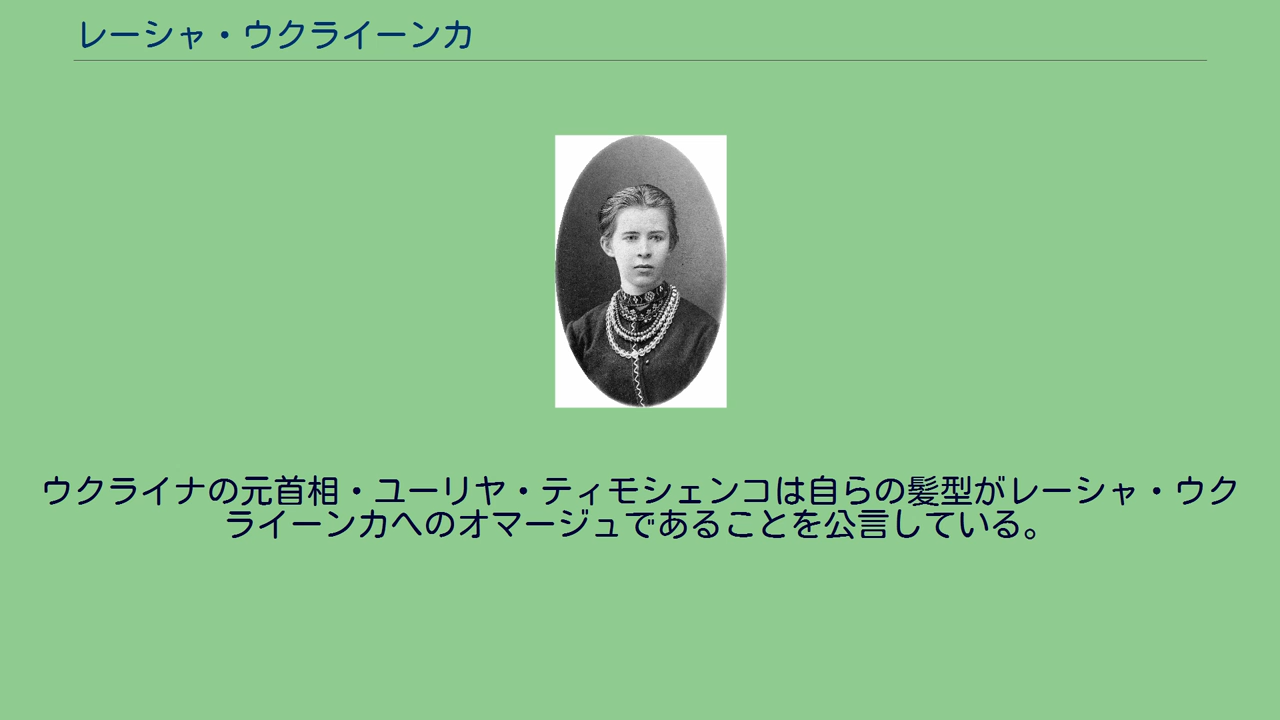 レーシャ・ウクライーンカ
ウクライナの元首相・ユーリヤ・ティモシェンコは自らの髪型がレーシャ・ウク
ライーンカへのオマージュであることを公言している。